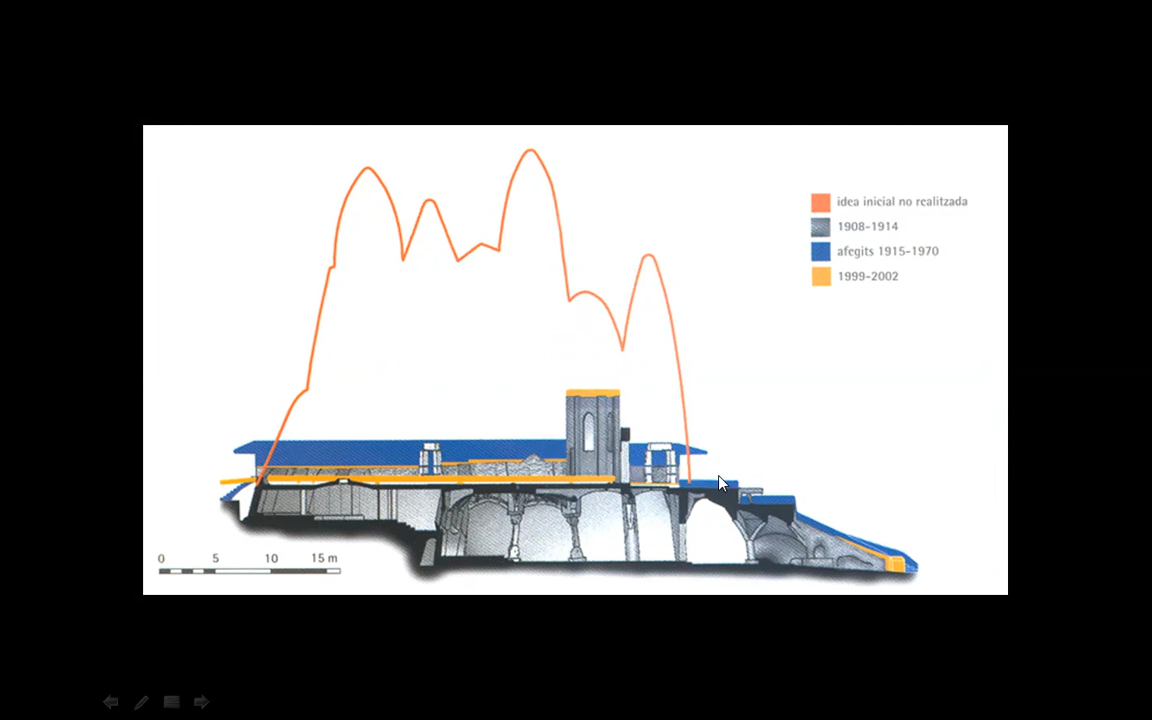 idea inicial no realitzada
1908-1914
afegits 1915-1970
1999-2002
0 5 10 15 m